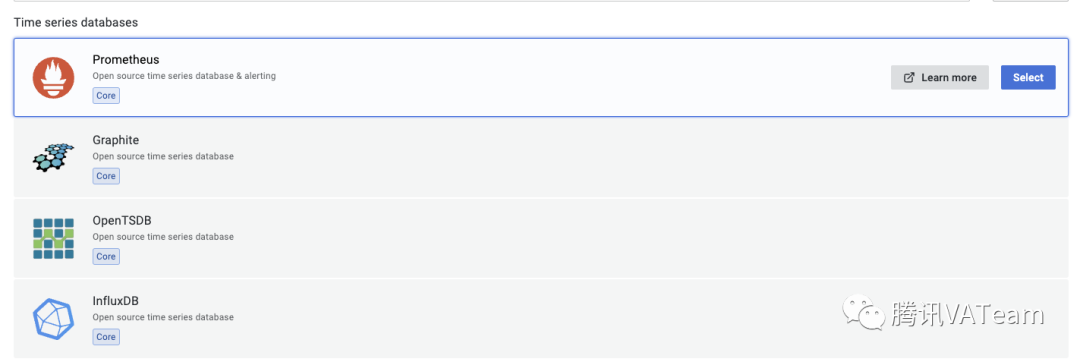 Time series databases
Prometheus
Open source time series database & alerting
Core
Learn more
Select
Graphite
Open source time series database
Core
OpenTSDB
Open source time series database
Core
InfluxDB
Open source time series database
Core
腾讯VATeam